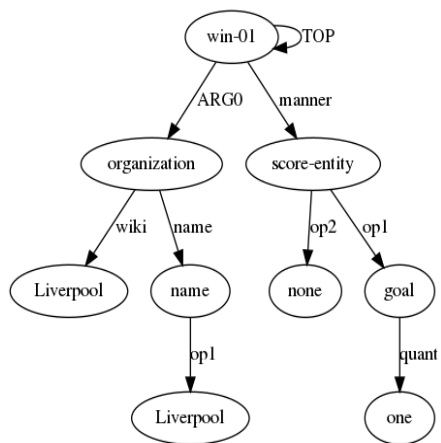 win-01
TOP
ARG0
manner
organization
score-entity
wiki
name
op2
op1
Liverpool
name
none
goal
op1
quant
Liverpool
one